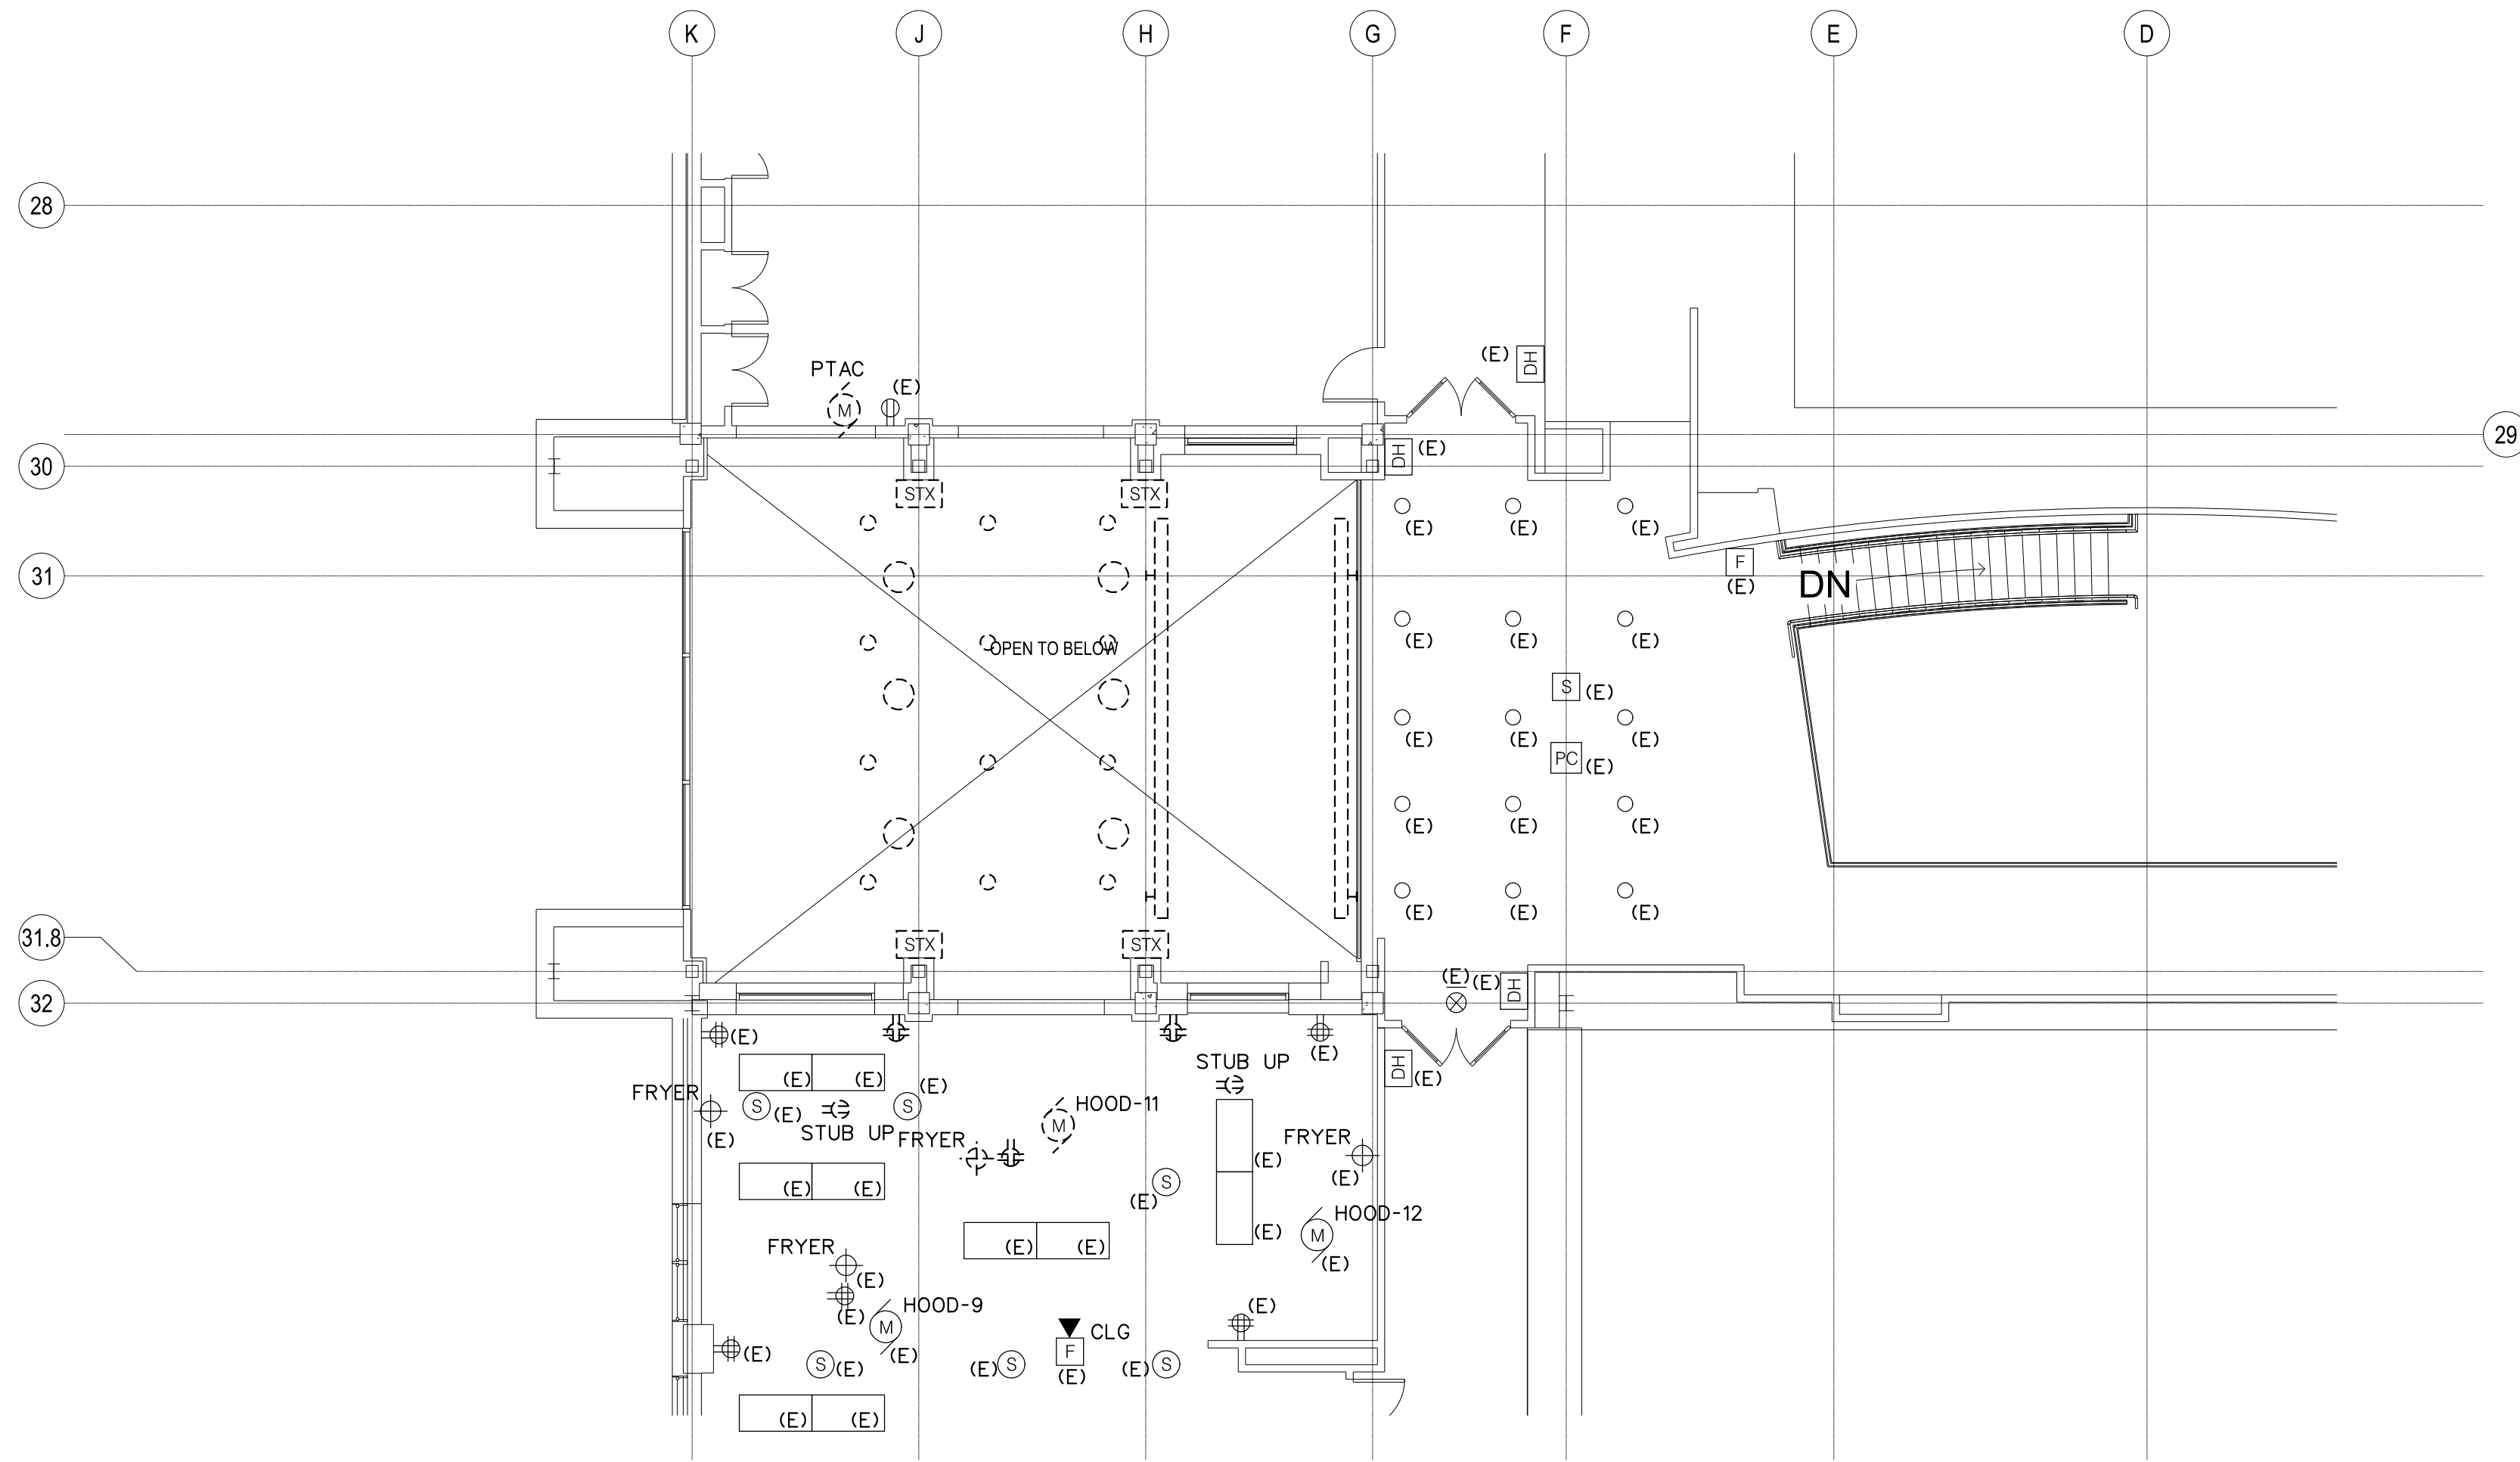 K J H G F E D
28
PTAC
M
(E)
(E) DH
29
DH (E)
30
STX STX
(E) (E) (E)
F
(E)
31
DN
OPEN TO BELOW
(E) (E) (E)
S (E)
(E) (E) (E)
PC (E)
(E) (E) (E)
(E) (E) (E)
31.8
STX STX
(E) (E) DH
32
(E)
(E)
STUB UP
DH (E)
(E) (E)
(E)
FRYER
S (E)
S
HOOD-11
M
(E)
STUB UP
FRYER
FRYER
(E)
(E)
(E) (E)
S
(E)
HOOD-12
M
(E)
(E)
(E) (E)
FRYER
(E)
(E)
HOOD-9
M
(E)
(E)
CLG
F
(E)
(E)
S (E)
(E) S
(E) S
(E) (E)